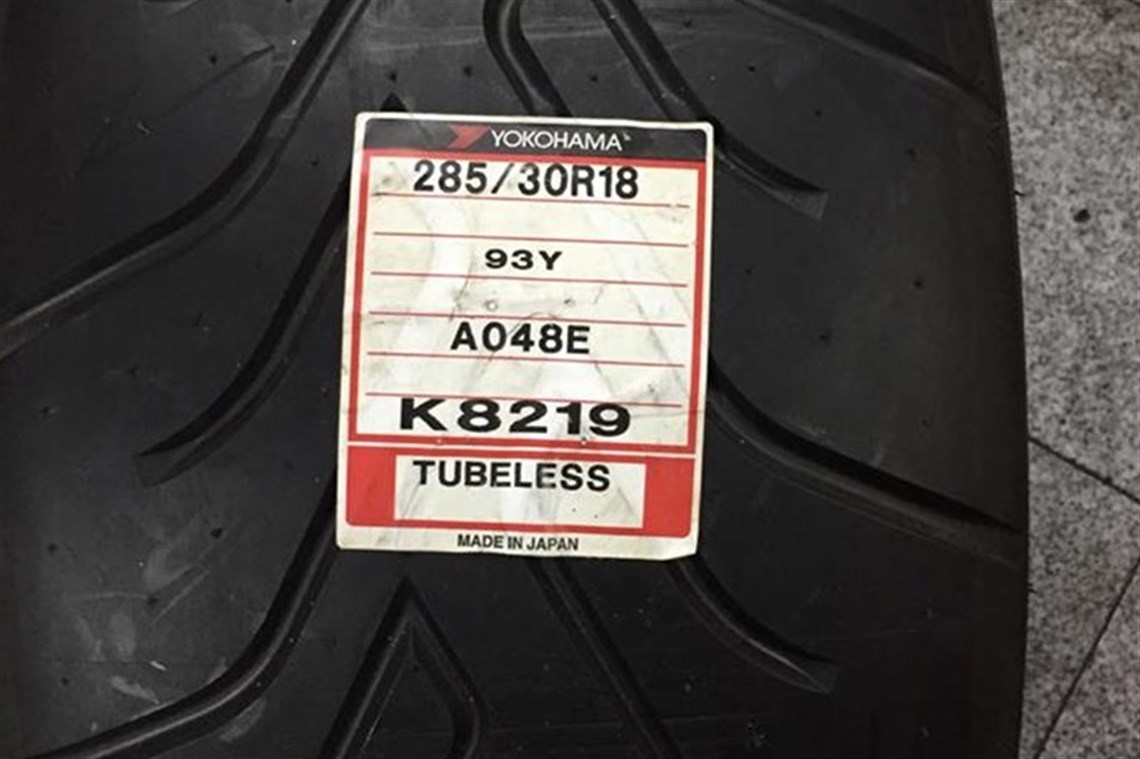 YOKOHAMA
285/30R18
93Y
A048E
K8219
TUBELESS
MADE IN JAPAN